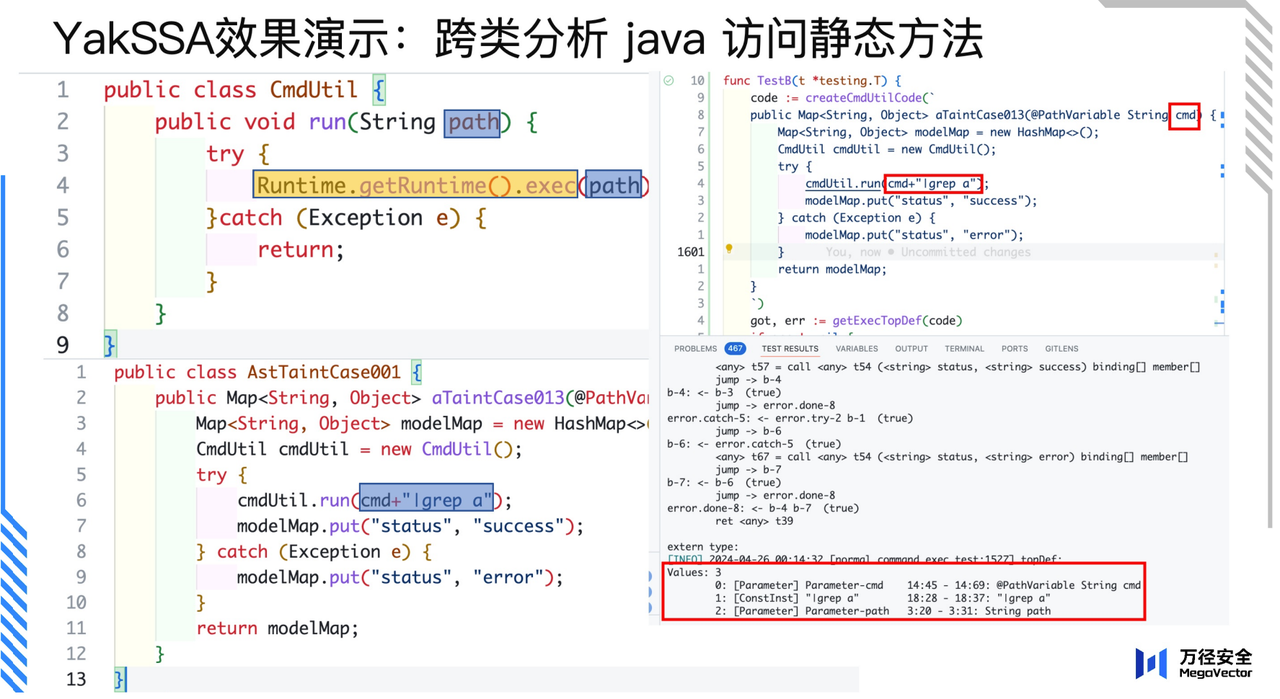 YakSSA效果演示：跨类分析 java 访问静态方法
1 public class CmdUtil {
2 public void run(String path) {
3 try {
4 Runtime.getRuntime().exec(path)
5 }catch (Exception e) {
6 return;
7 }
8 }
9 }
1 public class AstTaintCase001 {
2 public Map<String, Object> aTaintCase013(@PathVa
3 Map<String, Object> modelMap = new HashMap<>(
4 CmdUtil cmdUtil = new CmdUtil();
5 try {
6 cmdUtil.run(cmd+"|grep a");
7 modelMap.put("status", "success");
8 } catch (Exception e) {
9 modelMap.put("status", "error");
10 }
11 return modelMap;
12 }
13 }
10 func TestB(t *testing.T) {
9 code := createCmdUtilCode(`
8 public Map<String, Object> aTaintCase013(@PathVariable String cmd) {
7 Map<String, Object> modelMap = new HashMap<>();
6 CmdUtil cmdUtil = new CmdUtil();
5 try {
4 cmdUtil.run(cmd+"|grep a");
3 modelMap.put("status", "success");
2 } catch (Exception e) {
1 modelMap.put("status", "error");
1601 } You, now • Uncommitted changes
1 return modelMap;
2 }
3 `)
4 got, err := getExecTopDef(code)
PROBLEMS 467 TEST RESULTS VARIABLES OUTPUT TERMINAL PORTS GITLENS
<any> t57 = call <any> t54 (<string> status, <string> success) binding[] member[]
jump -> b-4
b-4: <- b-3 (true)
jump -> error.done-8
error.catch-5: <- error.try-2 b-1 (true)
jump -> b-6
b-6: <- error.catch-5 (true)
<any> t67 = call <any> t54 (<string> status, <string> error) binding[] member[]
jump -> b-7
b-7: <- b-6 (true)
jump -> error.done-8
error.done-8: <- b-4 b-7 (true)
ret <any> t39
extern type:
[INFO] 2024-04-26 00:14:32 [normal_command_exec_test:1527] topDef:
Values: 3
0: [Parameter] Parameter-cmd 14:45 - 14:69: @PathVariable String cmd
1: [ConstInst] "|grep a" 18:28 - 18:37: "|grep a"
2: [Parameter] Parameter-path 3:20 - 3:31: String path
万径安全
MegaVector